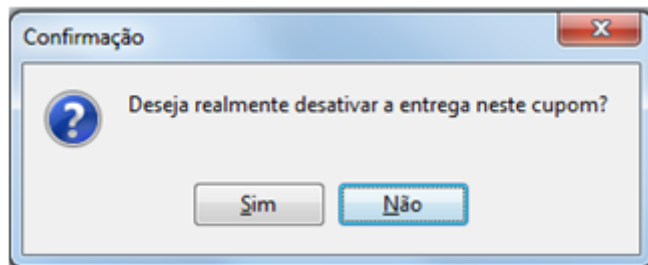 Confirmação
Deseja realmente desativar a entrega neste cupom?
Sim
Não